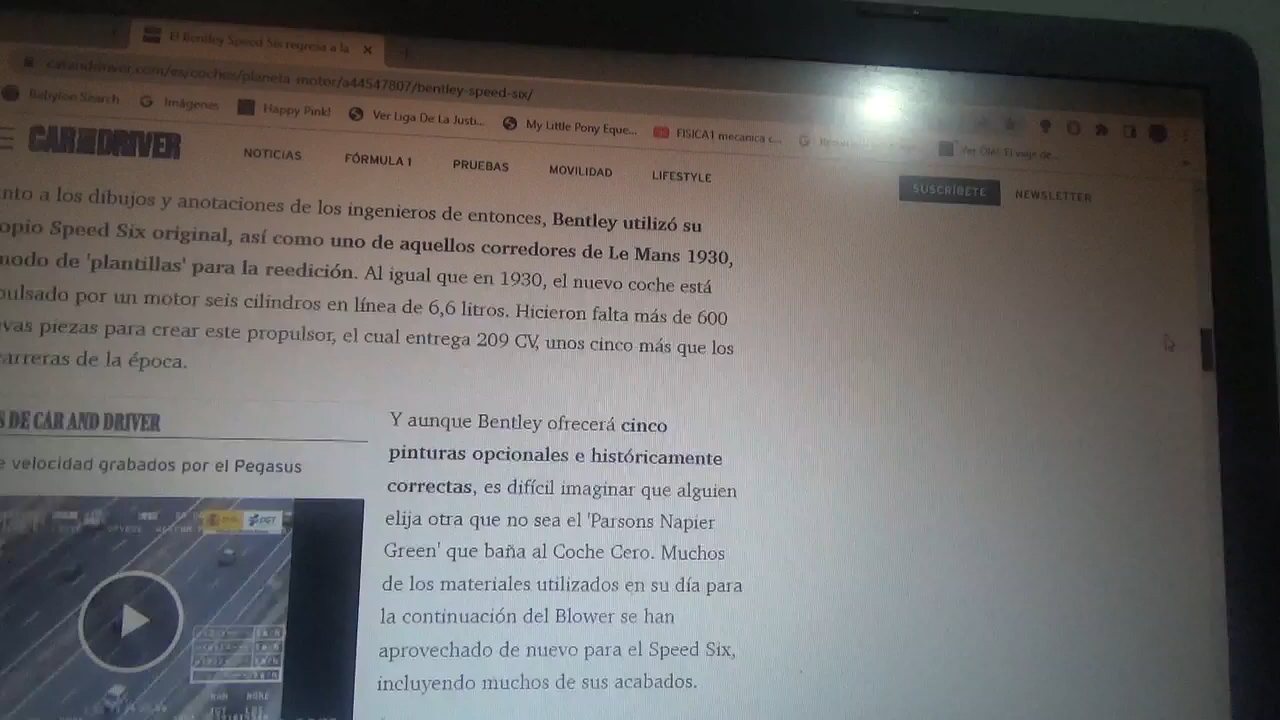 El Bentley Speed Six regresa a la
caranddriver.com/es/coches/planeta-motor/a44547807/bentley-speed-six/
Babylon Search
Imágenes
Happy Pink!
Ver Liga De La Justi...
My Little Pony Eque...
FISICA1 mecanica c...
CAR AND DRIVER
NOTICIAS
FÓRMULA 1
PRUEBAS
MOVILIDAD
LIFESTYLE
SUSCRÍBETE
NEWSLETTER
nto a los dibujos y anotaciones de los ingenieros de entonces, Bentley utilizó su
opio Speed Six original, así como uno de aquellos corredores de Le Mans 1930,
modo de 'plantillas' para la reedición. Al igual que en 1930, el nuevo coche está
pulsado por un motor seis cilindros en línea de 6,6 litros. Hicieron falta más de 600
vas piezas para crear este propulsor, el cual entrega 209 CV, unos cinco más que los
arreras de la época.
S DE CAR AND DRIVER
e velocidad grabados por el Pegasus
DGT
Y aunque Bentley ofrecerá cinco
pinturas opcionales e históricamente
correctas, es difícil imaginar que alguien
elija otra que no sea el 'Parsons Napier
Green' que baña al Coche Cero. Muchos
de los materiales utilizados en su día para
la continuación del Blower se han
aprovechado de nuevo para el Speed Six,
incluyendo muchos de sus acabados.